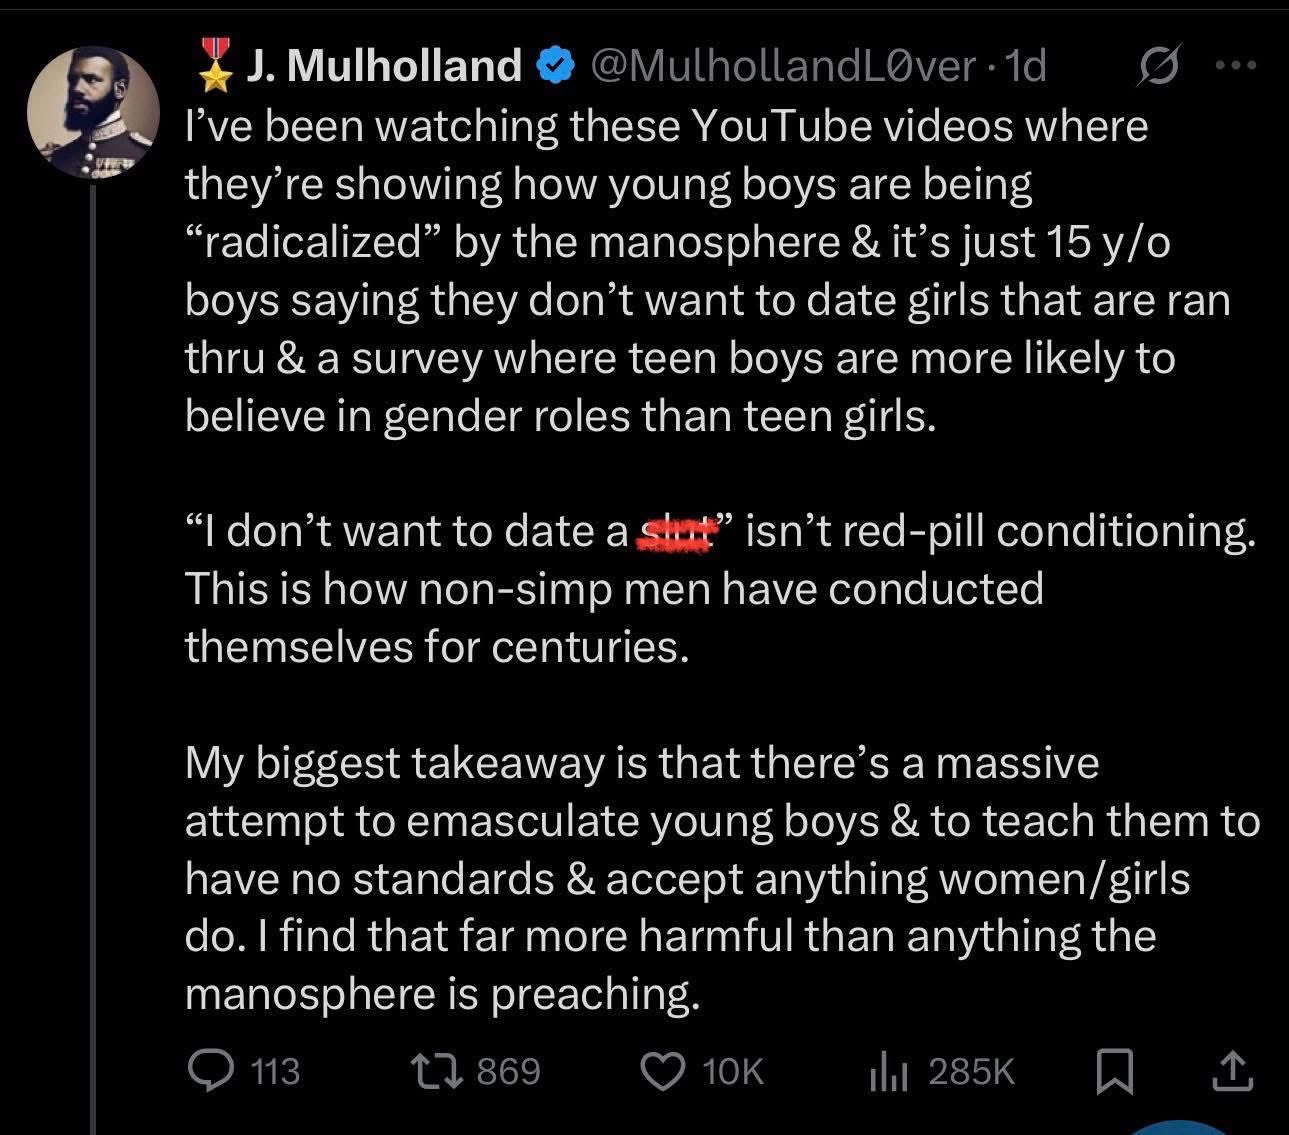 J. Mulholland @MulhollandL0ver · 1d
I've been watching these YouTube videos where
they're showing how young boys are being
“radicalized” by the manosphere & it's just 15 y/o
boys saying they don't want to date girls that are ran
thru & a survey where teen boys are more likely to
believe in gender roles than teen girls.
“I don't want to date a slut” isn't red-pill conditioning.
This is how non-simp men have conducted
themselves for centuries.
My biggest takeaway is that there's a massive
attempt to emasculate young boys & to teach them to
have no standards & accept anything women/girls
do. I find that far more harmful than anything the
manosphere is preaching.
113 869 10K 285K